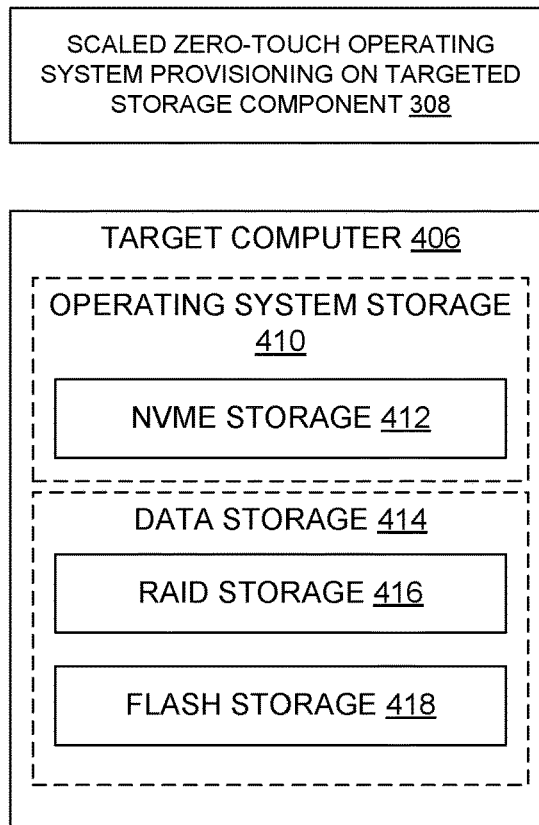 SCALED ZERO-TOUCH OPERATING
SYSTEM PROVISIONING ON TARGETED
STORAGE COMPONENT 308
TARGET COMPUTER 406
OPERATING SYSTEM STORAGE
410
NVME STORAGE 412
DATA STORAGE 414
RAID STORAGE 416
FLASH STORAGE 418